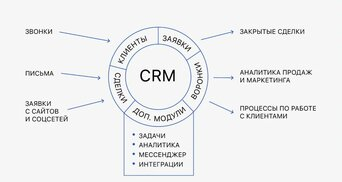 ЗВОНКИ
ПИСЬМА
ЗАЯВКИ
С САЙТОВ
И СОЦСЕТЕЙ
КЛИЕНТЫ
ЗАЯВКИ
ВОРОНКИ
ДОП. МОДУЛИ
СДЕЛКИ
CRM
• ЗАДАЧИ
• АНАЛИТИКА
• МЕССЕНДЖЕР
• ИНТЕГРАЦИИ
ЗАКРЫТЫЕ СДЕЛКИ
АНАЛИТИКА ПРОДАЖ
И МАРКЕТИНГА
ПРОЦЕССЫ ПО РАБОТЕ
С КЛИЕНТАМИ